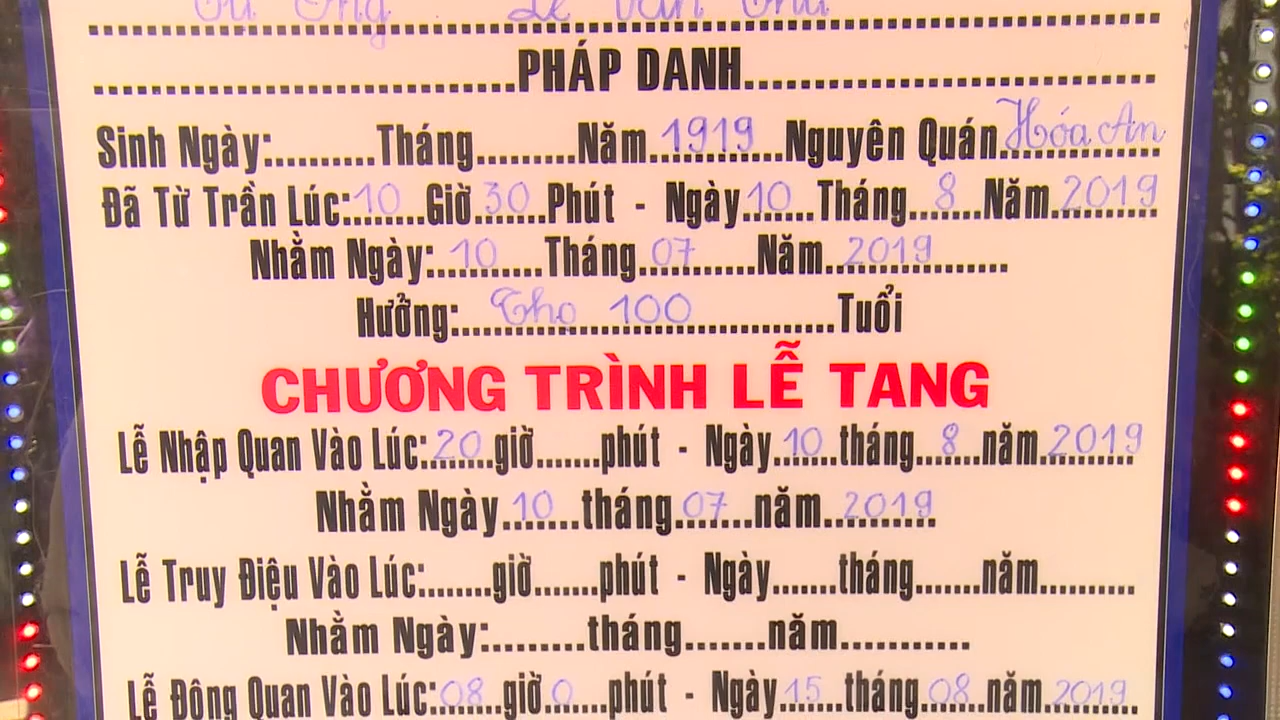 Lê Văn
PHÁP DANH
Sinh Ngày:..........Tháng.........Năm 1919 Nguyên Quán Hóa An
Đã Từ Trần Lúc: 10 Giờ 30 Phút - Ngày 10 Tháng 8 Năm 2019
Nhằm Ngày: 10 Tháng 07 Năm 2019
Hưởng: Thọ 100 Tuổi
CHƯƠNG TRÌNH LỄ TANG
Lễ Nhập Quan Vào Lúc: 20 giờ.......phút - Ngày 10 tháng 8 năm 2019
Nhằm Ngày 10 tháng 07 năm 2019
Lễ Truy Điệu Vào Lúc:.......giờ.......phút - Ngày.......tháng.......năm..........
Nhằm Ngày:.........tháng.......năm............
Lễ Động Quan Vào Lúc: 08 giờ 0 phút - Ngày 15 tháng 08 năm 2019